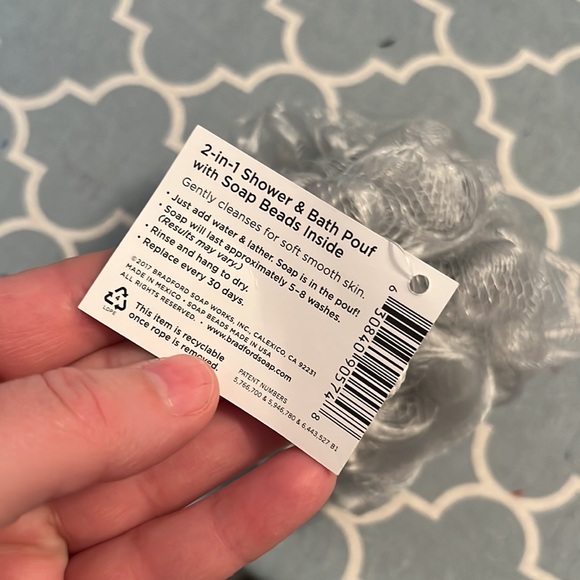 2-in-1 Shower & Bath Pouf
with Soap Beads Inside
Gently cleanses for soft smooth skin.
• Just add water & lather. Soap is in the pouf!
• Soap will last approximately 5-8 washes.
(Results may vary.)
• Rinse and hang to dry.
• Replace every 30 days.
©2017 BRADFORD SOAP WORKS, INC., CALEXICO, CA 92231
MADE IN MEXICO • SOAP BEADS MADE IN USA
ALL RIGHTS RESERVED. • www.bradfordsoap.com
LDPE
This item is recyclable
once rope is removed.
PATENT NUMBERS
5,766,700 & 5,946,780 & 6,443,527 B1
8